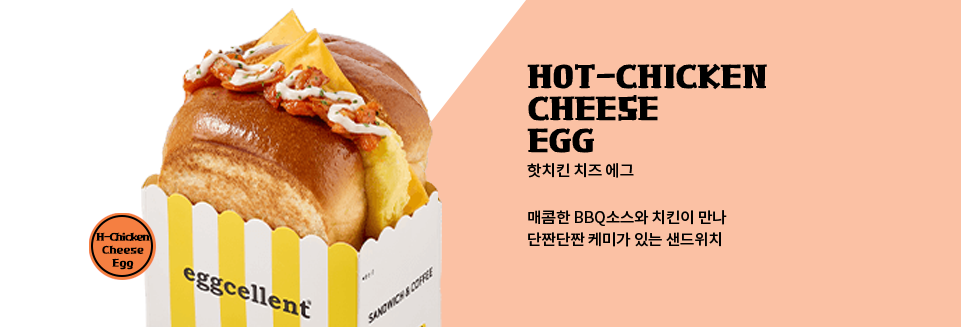 HOT-CHICKEN
CHEESE
EGG
핫치킨 치즈 에그
매콤한 BBQ소스와 치킨이 만나
단짠단짠 케미가 있는 샌드위치
H-Chicken
Cheese
Egg
eggcellent
SANDWICH & COFFEE